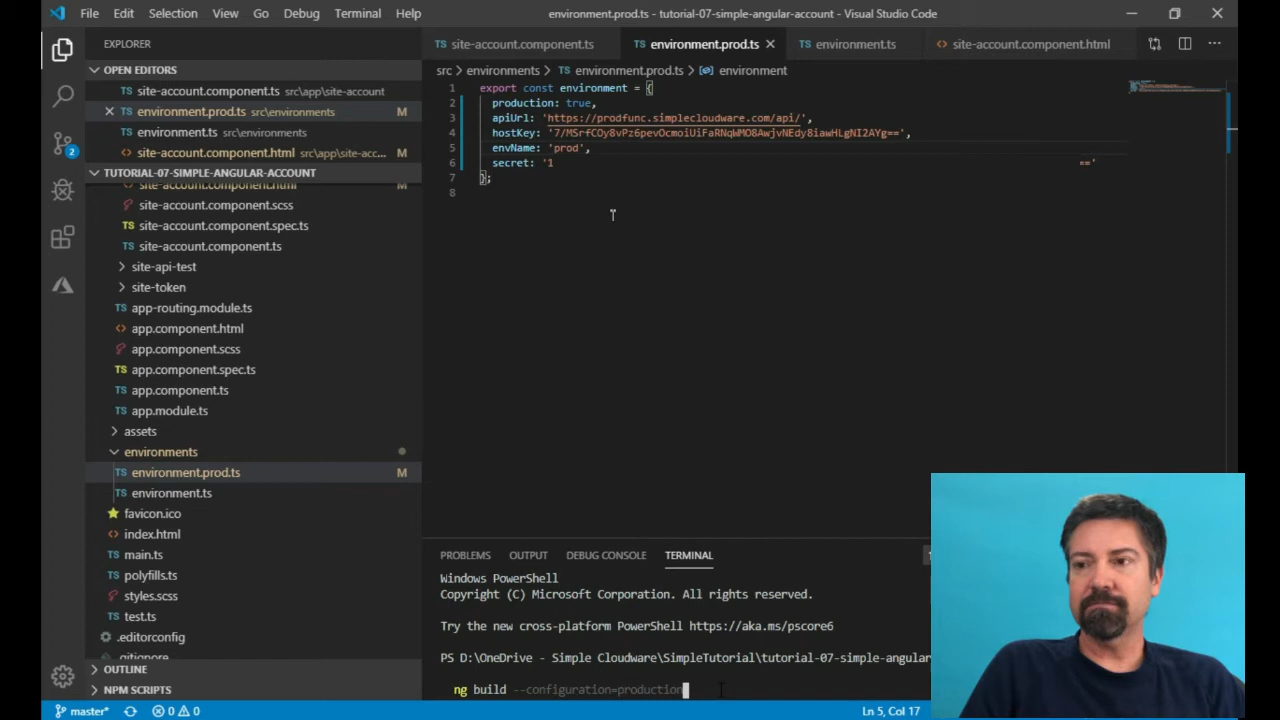 File Edit Selection View Go Debug Terminal Help
environment.prod.ts - tutorial-07-simple-angular-account - Visual Studio Code
EXPLORER
OPEN EDITORS
site-account.component.ts src\app\site-account
environment.prod.ts src\environments M
environment.ts src\environments
site-account.component.html src\app\site-acc... M
TUTORIAL-07-SIMPLE-ANGULAR-ACCOUNT
site-account.component.html M
site-account.component.scss
TS site-account.component.spec.ts
TS site-account.component.ts
site-api-test
site-token
TS app-routing.module.ts
<> app.component.html
app.component.scss
TS app.component.spec.ts
TS app.component.ts
TS app.module.ts
assets
environments
TS environment.prod.ts M
TS environment.ts
favicon.ico
<> index.html
TS main.ts
TS polyfills.ts
styles.scss
TS test.ts
.editorconfig
.gitignore
OUTLINE
NPM SCRIPTS
2
TS site-account.component.ts
TS environment.prod.ts
TS environment.ts
<> site-account.component.html
src > environments > TS environment.prod.ts > environment
1 export const environment = {
2 production: true,
3 apiUrl: 'https://prodfunc.simplecloudware.com/api/',
4 hostKey: '7/MSrfCOy8vPz6pevOcmoiUiFaRNqWMO8AwjvNEdy8iawHLgNI2AYg==',
5 envName: 'prod',
6 secret: '1 =='
7 };
8
PROBLEMS OUTPUT DEBUG CONSOLE TERMINAL
Windows PowerShell
Copyright (C) Microsoft Corporation. All rights reserved.
Try the new cross-platform PowerShell https://aka.ms/pscore6
PS D:\OneDrive - Simple Cloudware\SimpleTutorial\tutorial-07-simple-angular
ng build --configuration=production
master* 0 0
Ln 5, Col 17